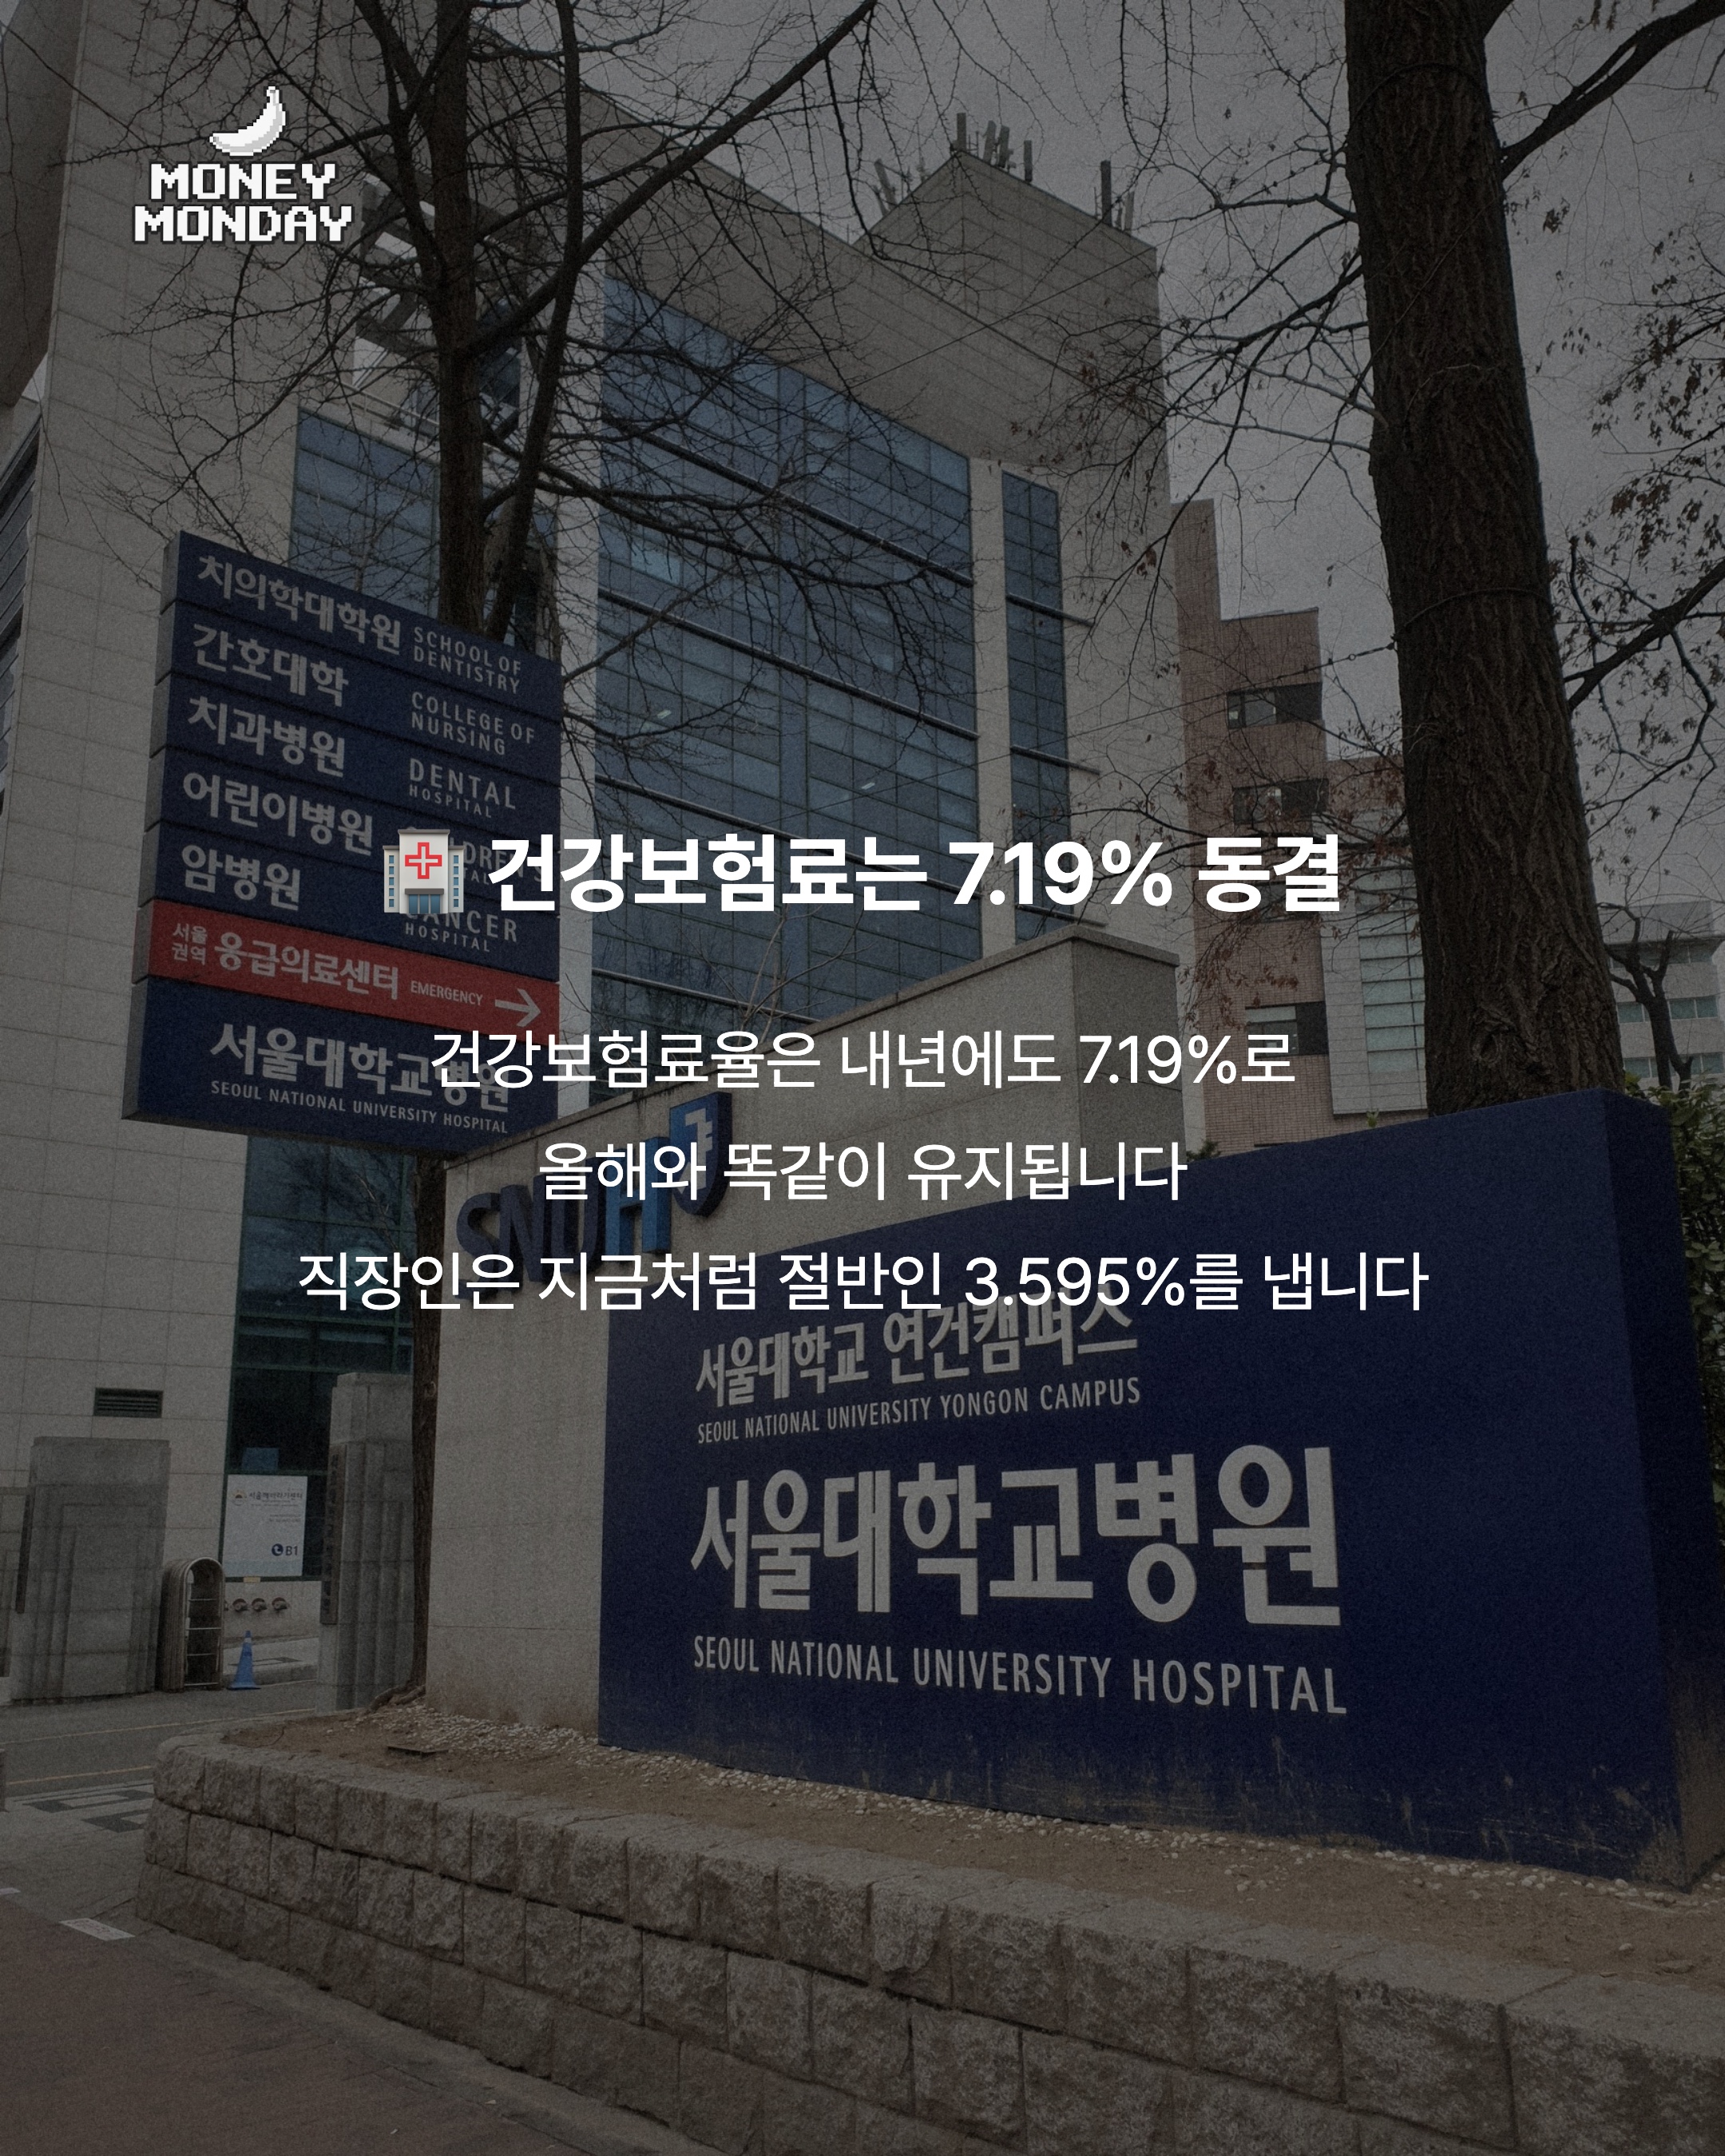 MONEY
MONDAY
치의학대학원 SCHOOL OF DENTISTRY
간호대학 COLLEGE OF NURSING
치과병원 DENTAL HOSPITAL
어린이병원
암병원 CANCER HOSPITAL
서울권역 응급의료센터 EMERGENCY →
서울대학교병원
SEOUL NATIONAL UNIVERSITY HOSPITAL
건강보험료는 7.19% 동결
건강보험료율은 내년에도 7.19%로
올해와 똑같이 유지됩니다
직장인은 지금처럼 절반인 3.595%를 냅니다
SNUH
서울대학교 연건캠퍼스
SEOUL NATIONAL UNIVERSITY YONGON CAMPUS
서울대학교병원
SEOUL NATIONAL UNIVERSITY HOSPITAL
B1